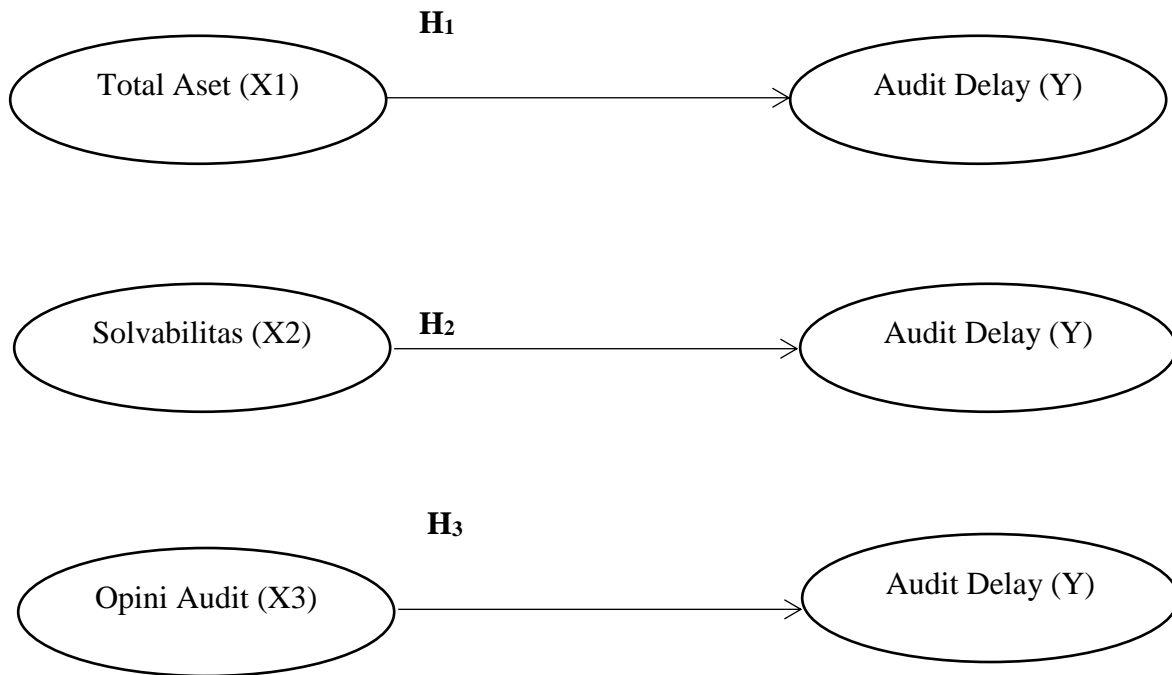 H1
Total Aset (X1)
Audit Delay (Y)
Solvabilitas (X2)
H2
Audit Delay (Y)
H3
Opini Audit (X3)
Audit Delay (Y)